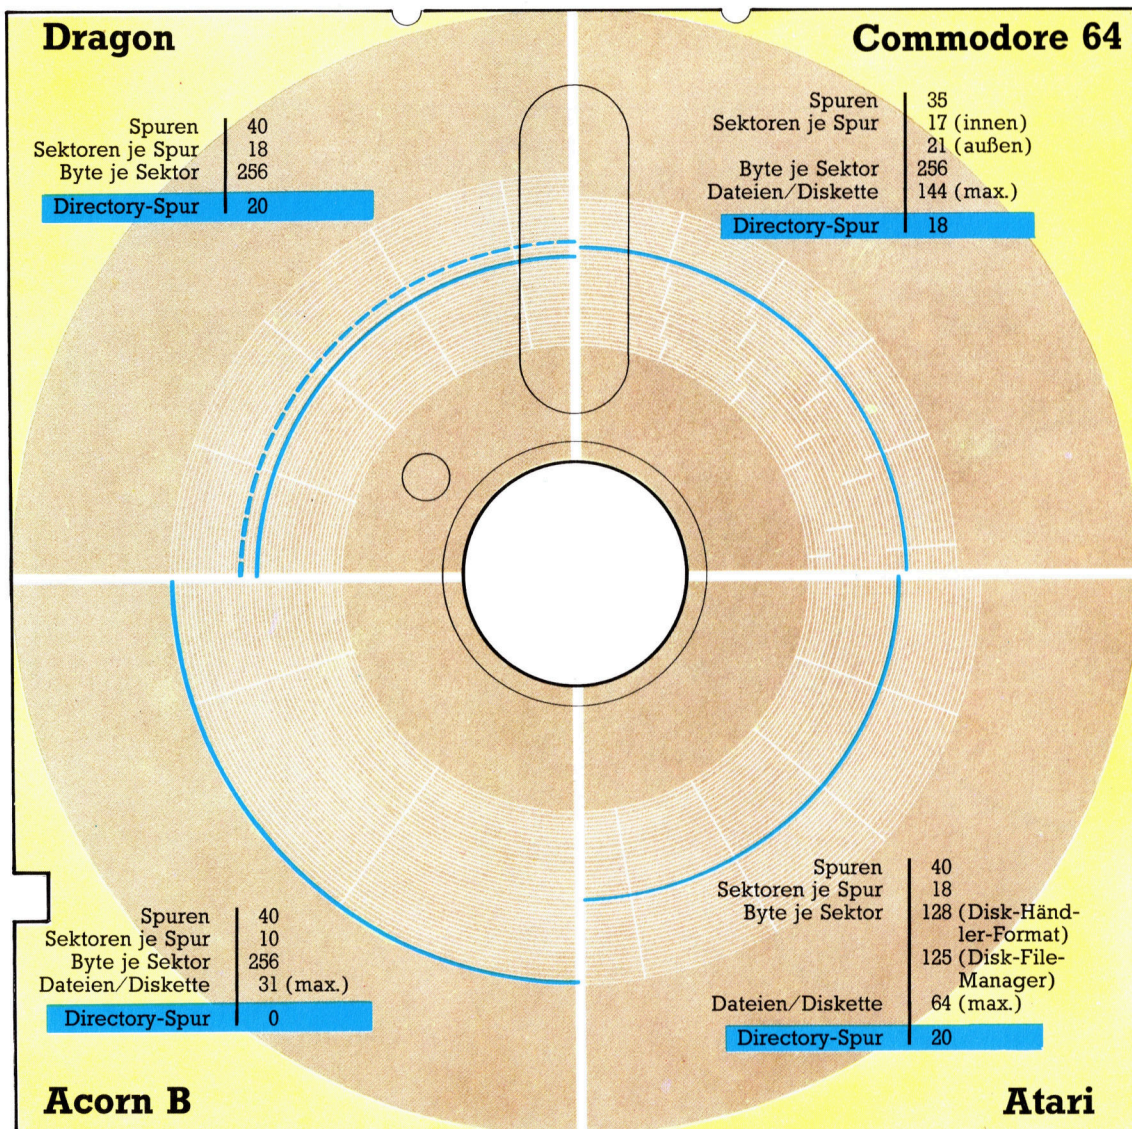 Dragon
Spuren 40
Sektoren je Spur 18
Byte je Sektor 256
Directory-Spur 20
Commodore 64
Spuren 35
Sektoren je Spur 17 (innen)
21 (außen)
Byte je Sektor 256
Dateien/Diskette 144 (max.)
Directory-Spur 18
Spuren 40
Sektoren je Spur 10
Byte je Sektor 256
Dateien/Diskette 31 (max.)
Directory-Spur 0
Acorn B
Spuren 40
Sektoren je Spur 18
Byte je Sektor 128 (Disk-Händ-
ler-Format)
125 (Disk-File-
Manager)
Dateien/Diskette 64 (max.)
Directory-Spur 20
Atari